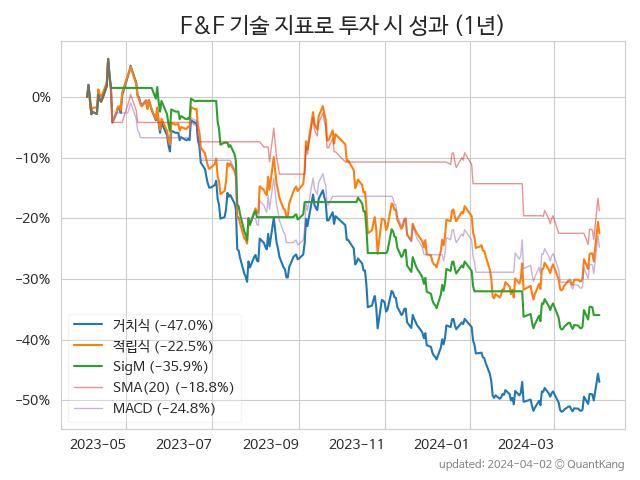 F&F 기술 지표로 투자 시 성과 (1년)
0%
−10%
−20%
−30%
−40%
−50%
거치식 (−47.0%)
적립식 (−22.5%)
SigM (−35.9%)
SMA(20) (−18.8%)
MACD (−24.8%)
2023−05 2023−07 2023−09 2023−11 2024−01 2024−03
updated: 2024−04−02 © QuantKang